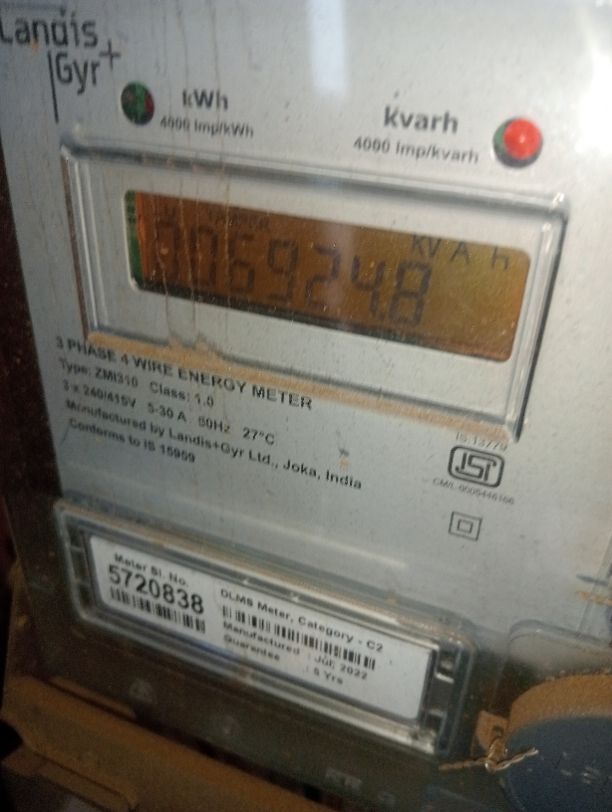 Landis
Gyr+
kWh
4000 Imp/kWh
kvarh
4000 Imp/kvarh
kVAh
0069248
3 PHASE 4 WIRE ENERGY METER
Type: ZMI310 Class: 1.0
3 x 240/415V 5-30 A 50Hz 27°C
Manufactured by Landis+Gyr Ltd., Joka, India
Conforms to IS 15959
IS 13779
ISI
Meter Sl. No.
5720838
DLMS Meter, Category - C2
Manufactured : Jul. 2022
Guarantee : 5 Yrs